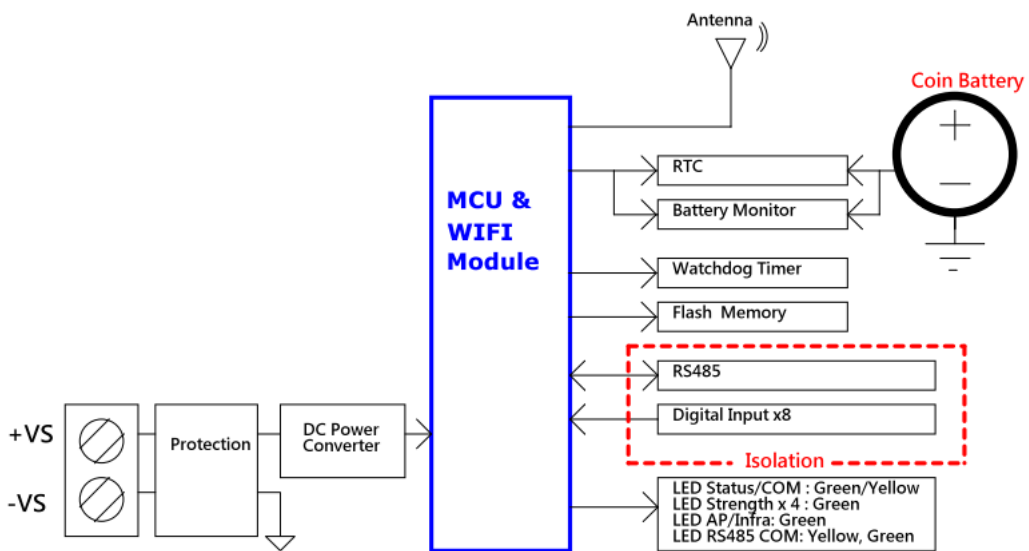 Antenna
Coin Battery
RTC
Battery Monitor
MCU &
WIFI
Module
Watchdog Timer
Flash Memory
RS485
Digital Input x8
Isolation
+VS
-VS
Protection
DC Power
Converter
LED Status/COM : Green/Yellow
LED Strength x 4 : Green
LED AP/Infra: Green
LED RS485 COM: Yellow, Green